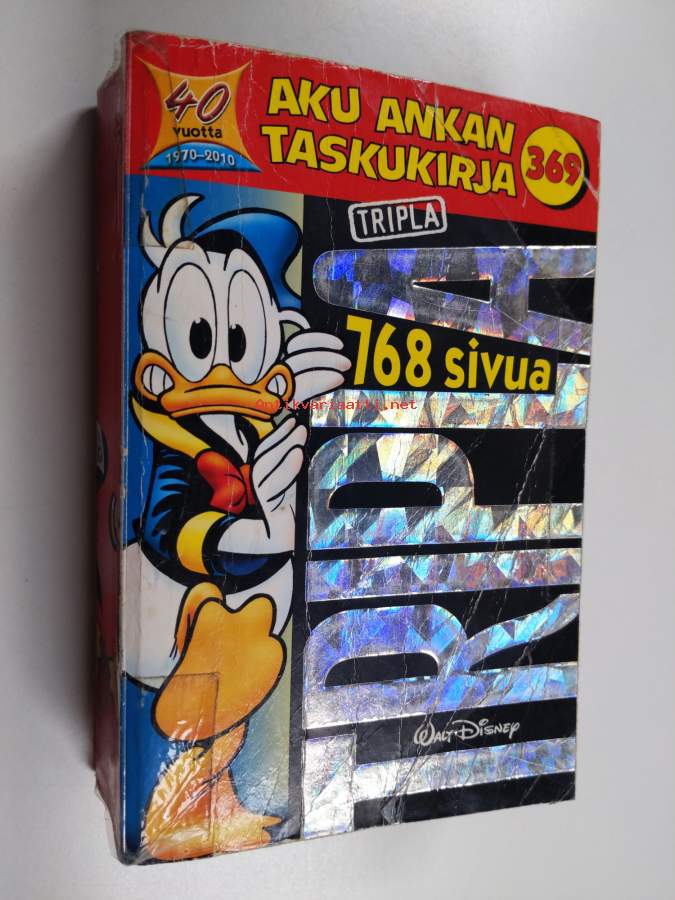 40
vuotta
1970-2010
AKU ANKAN
TASKUKIRJA
369
TRIPLA
768 sivua
TRIPLA
Antikvariaatti.net
WALT DISNEY